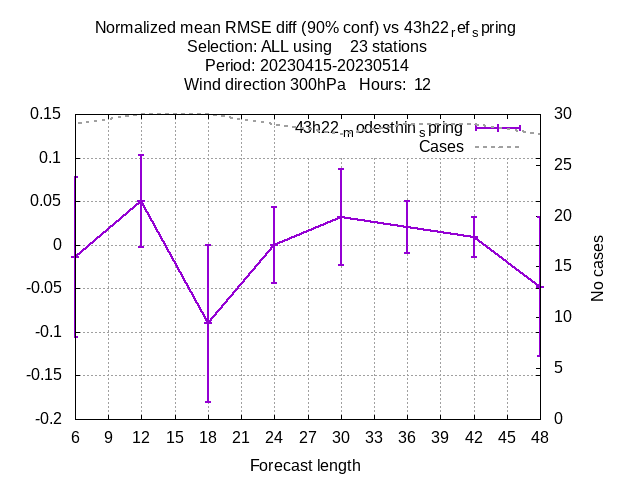 Normalized mean RMSE diff (90% conf) vs 43h22refspring
Selection: ALL using 23 stations
Period: 20230415-20230514
Wind direction 300hPa Hours: 12
0.15
0.1
0.05
0
-0.05
-0.1
-0.15
-0.2
30
25
20
15
10
5
0
43h22modesthinspring
Cases
No cases
6 9 12 15 18 21 24 27 30 33 36 39 42 45 48
Forecast length